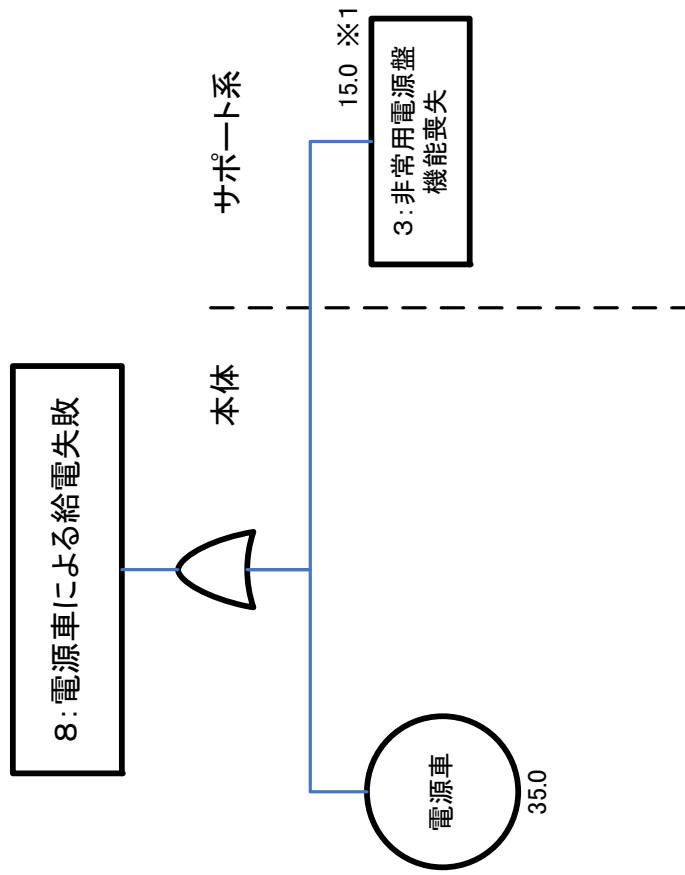 8：電源車による給電失敗
本体
サポート系
15.0 ※1
3：非常用電源盤
機能喪失
電源車
35.0